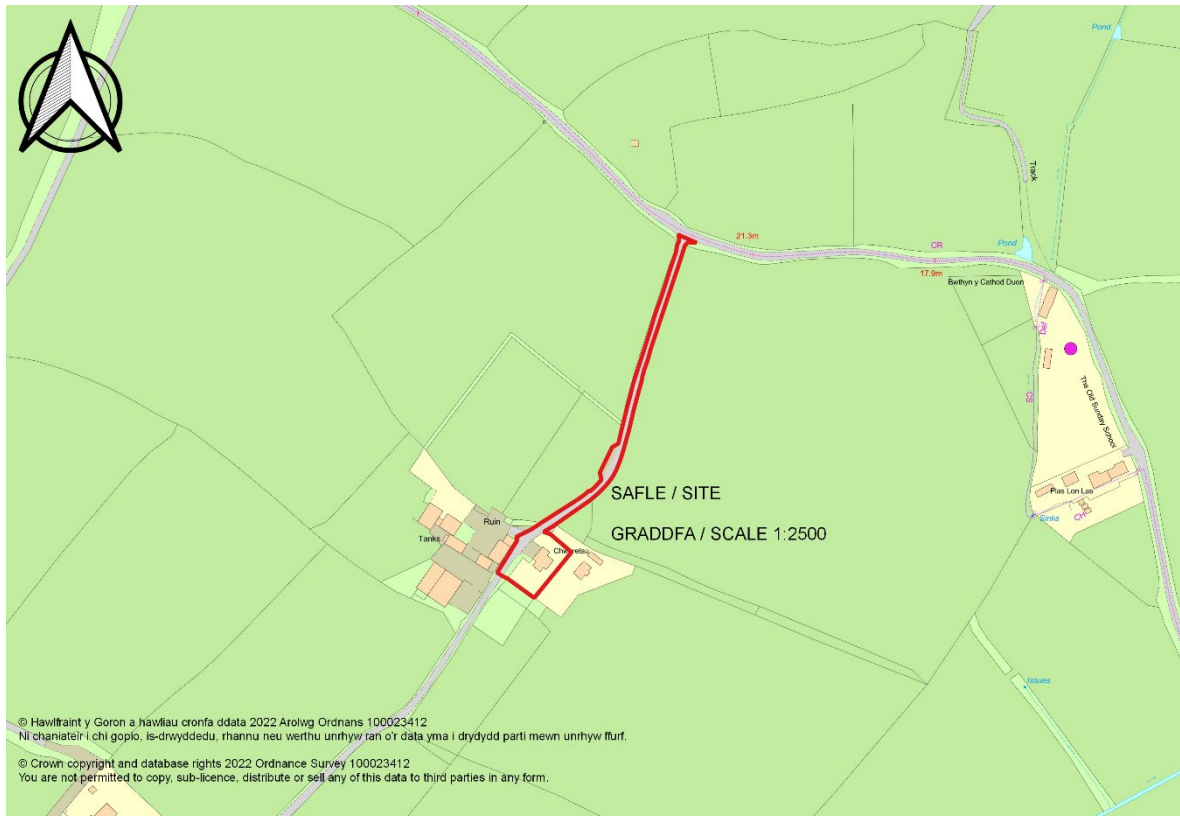 Pond
Track
21.3m
CR
Pond
17.9m
Bwthyn y Cathod Duon
Def
CS
The Old Sunday School
SAFLE / SITE
Plas Lon Las
Ruin
Sinks
CH
GRADDFA / SCALE 1:2500
Tanks
Issues
© Hawlfraint y Goron a hawliau cronfa ddata 2022 Arolwg Ordnans 100023412
Ni chaniateir i chi gopïo, is-drwyddedu, rhannu neu werthu unrhyw ran o'r data yma i drydydd parti mewn unrhyw ffurf.
© Crown copyright and database rights 2022 Ordnance Survey 100023412
You are not permitted to copy, sub-licence, distribute or sell any of this data to third parties in any form.